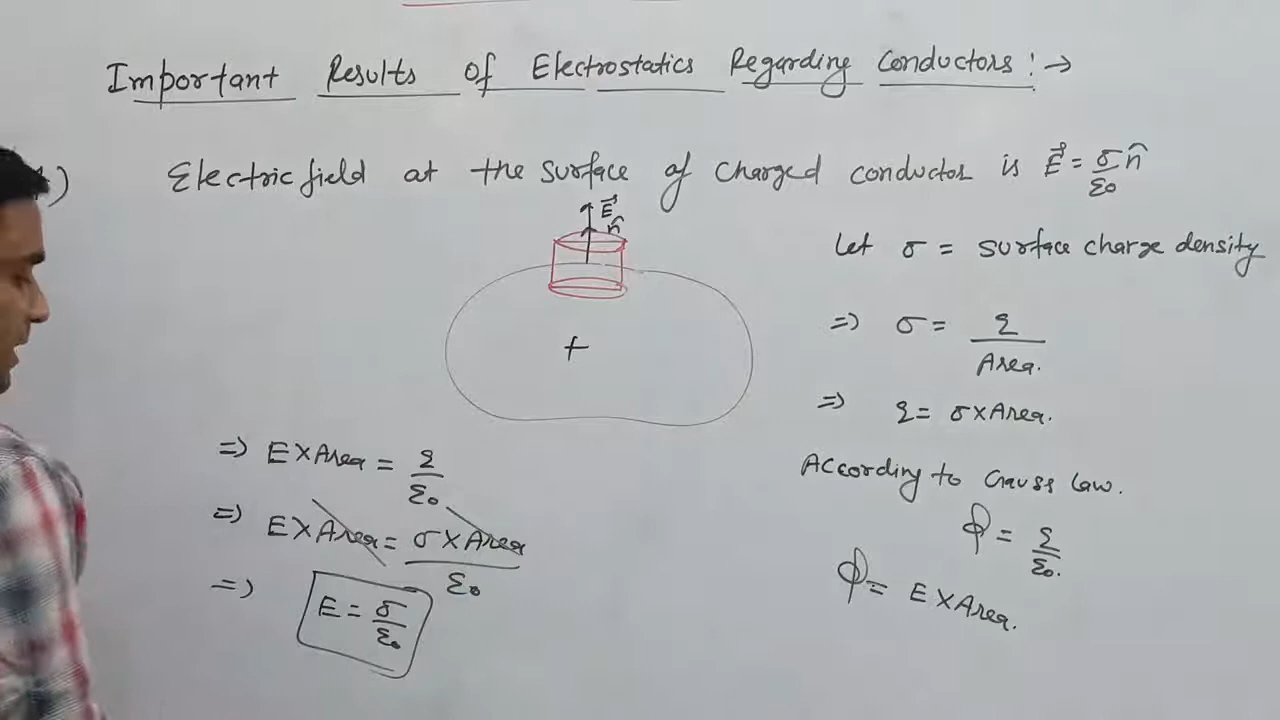 Important Results Of Electrostatics Regarding Conductors :→
4) Electric field at the surface of Charged conductor is E⃗ = σ/ε₀ n̂
E⃗
n̂
+
Let σ = surface charge density
=> σ = q/Area.
=> q = σ×Area.
According to Gauss Law.
ϕ = q/ε₀.
ϕ = E×Area.
=> E×Area = q/ε₀
=> E×Area = σ×Area/ε₀
=> E = σ/ε₀